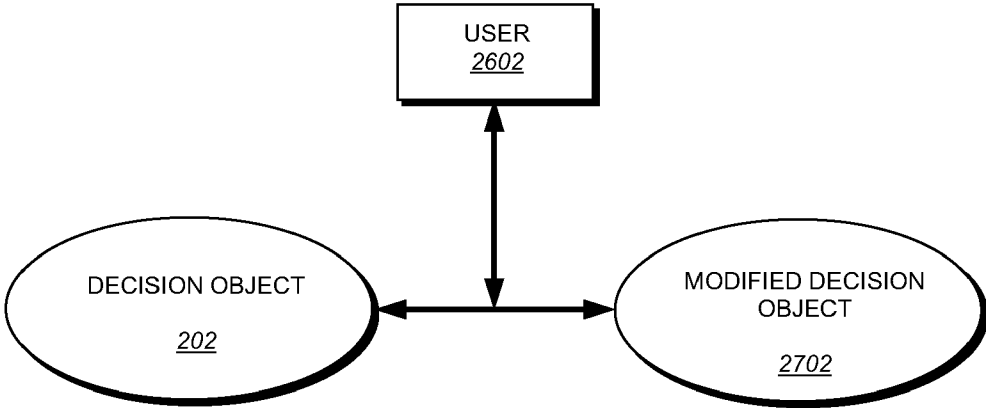 USER
2602
DECISION OBJECT
202
MODIFIED DECISION
OBJECT
2702